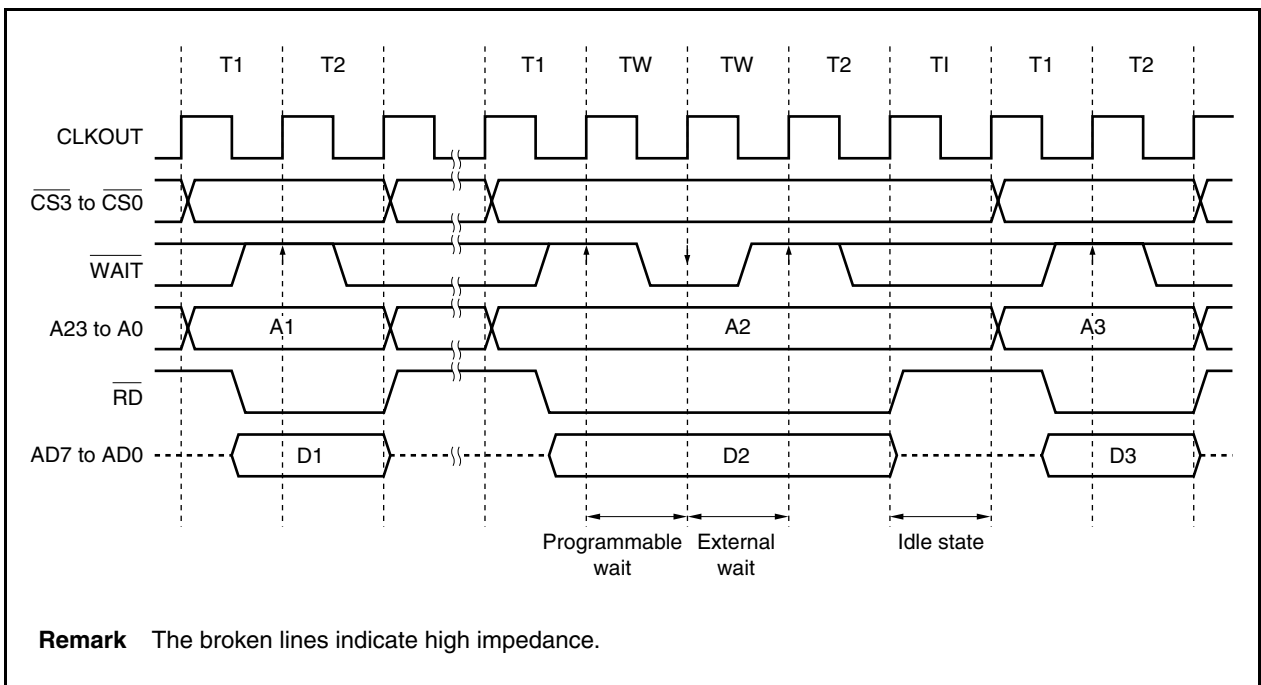 T1 T2 T1 TW TW T2 TI T1 T2
CLKOUT
CS3 to CS0
WAIT
A23 to A0 A1 A2 A3
RD
AD7 to AD0 D1 D2 D3
Programmable wait
External wait
Idle state
Remark The broken lines indicate high impedance.